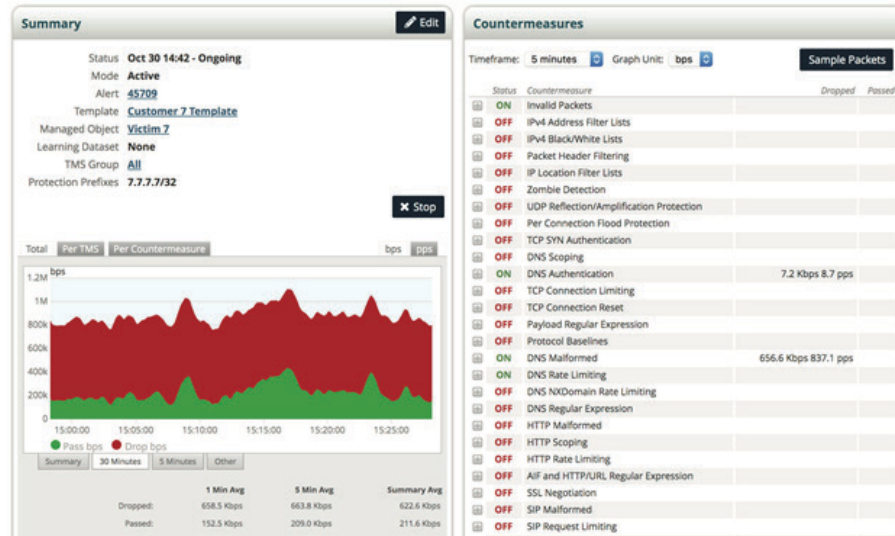 Summary
Edit
Status Oct 30 14:42 - Ongoing
Mode Active
Alert 45709
Template Customer 7 Template
Managed Object Victim 7
Learning Dataset None
TMS Group All
Protection Prefixes 7.7.7.7/32
Stop
Total Per TMS Per Countermeasure bps pps
bps
1.2M
1M
800k
600k
400k
200k
0
15:00:00 15:05:00 15:10:00 15:15:00 15:20:00 15:25:00
Pass bps Drop bps
Summary 30 Minutes 5 Minutes Other
1 Min Avg 5 Min Avg Summary Avg
Dropped: 658.5 Kbps 663.8 Kbps 622.6 Kbps
Passed: 152.5 Kbps 209.0 Kbps 211.6 Kbps
Countermeasures
Timeframe: 5 minutes Graph Unit: bps Sample Packets
Status Countermeasure Dropped Passed
ON Invalid Packets
OFF IPv4 Address Filter Lists
OFF IPv4 Black/White Lists
OFF Packet Header Filtering
OFF IP Location Filter Lists
OFF Zombie Detection
OFF UDP Reflection/Amplification Protection
OFF Per Connection Flood Protection
OFF TCP SYN Authentication
OFF DNS Scoping
ON DNS Authentication 7.2 Kbps 8.7 pps
OFF TCP Connection Limiting
OFF TCP Connection Reset
OFF Payload Regular Expression
OFF Protocol Baselines
ON DNS Malformed 656.6 Kbps 837.1 pps
ON DNS Rate Limiting
OFF DNS NXDomain Rate Limiting
OFF DNS Regular Expression
OFF HTTP Malformed
OFF HTTP Scoping
OFF HTTP Rate Limiting
OFF AIF and HTTP/URL Regular Expression
OFF SSL Negotiation
OFF SIP Malformed
OFF SIP Request Limiting